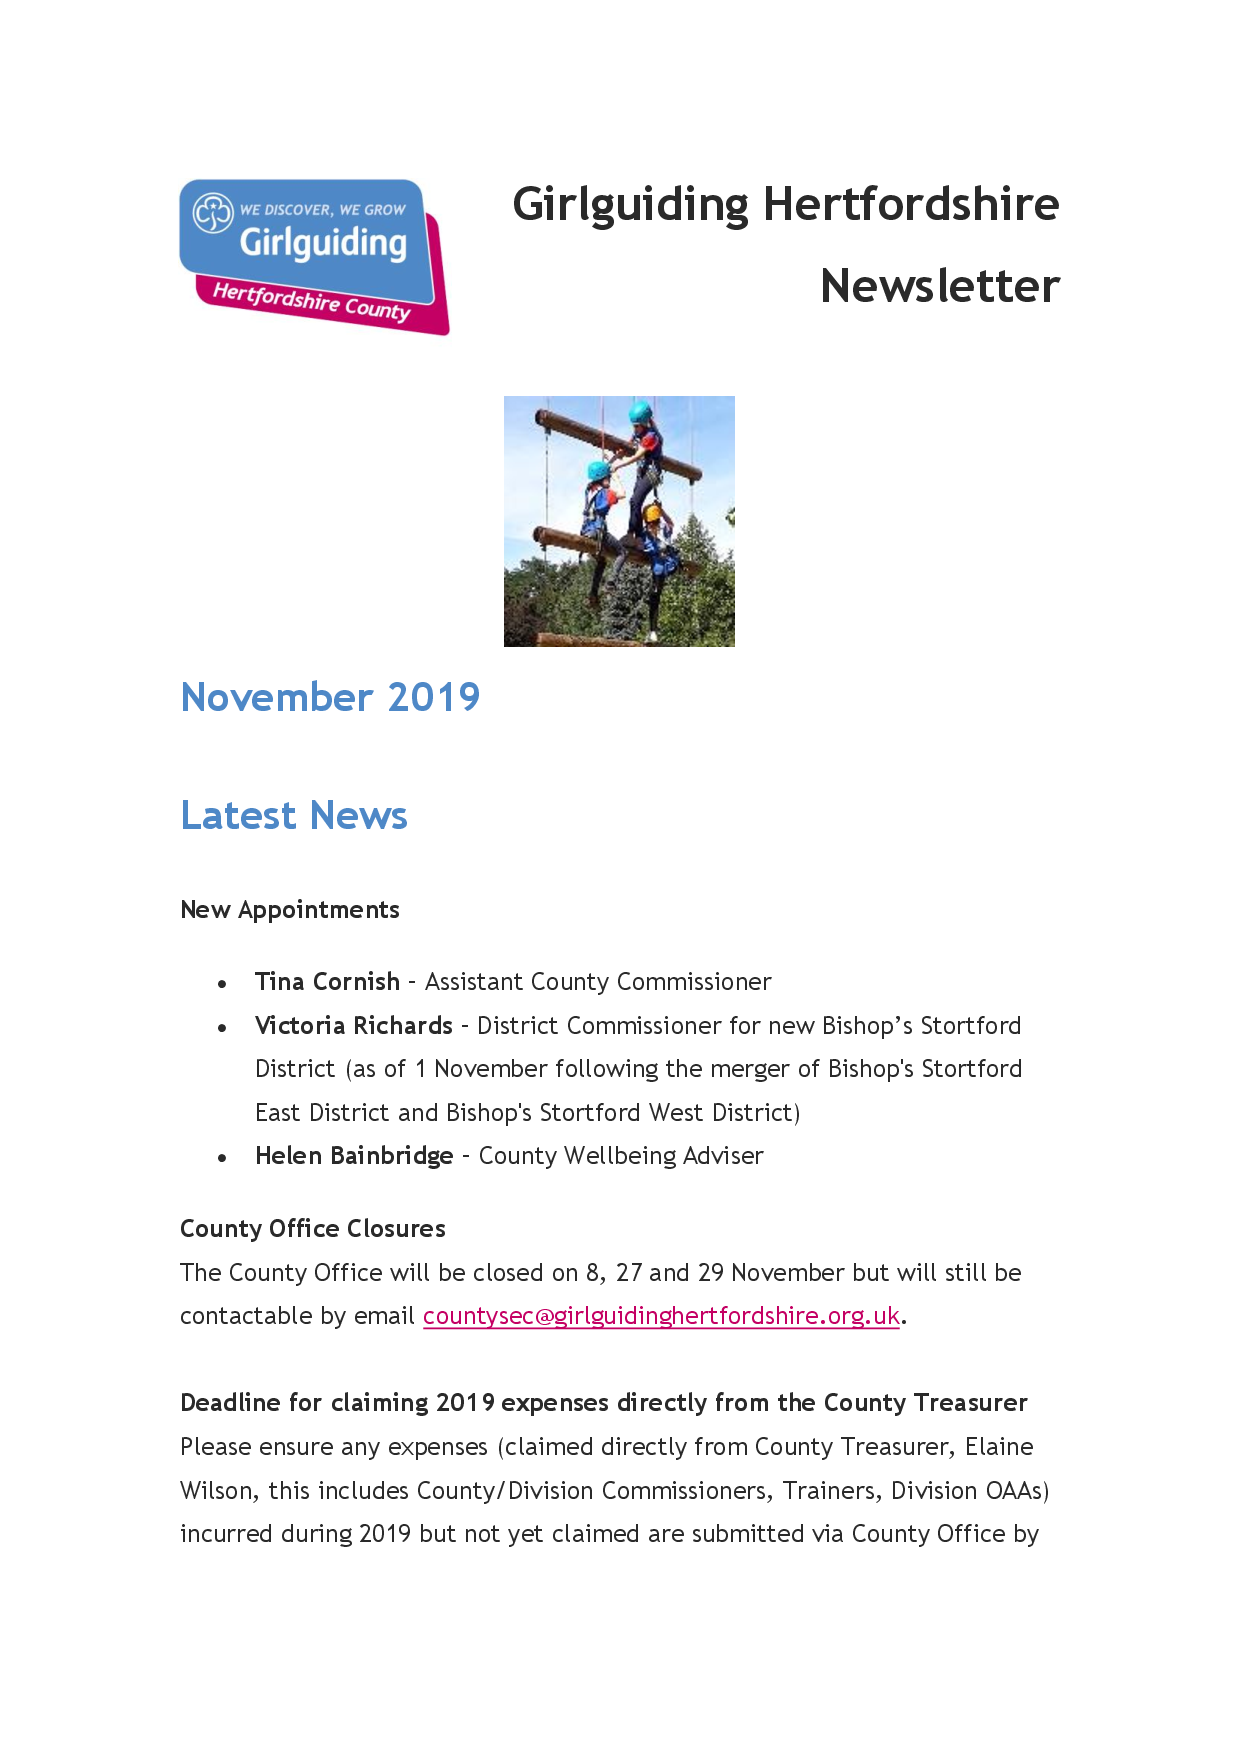 WE DISCOVER, WE GROW
Girlguiding
Hertfordshire County
Girlguiding Hertfordshire
Newsletter
November 2019
Latest News
New Appointments
• Tina Cornish – Assistant County Commissioner
• Victoria Richards – District Commissioner for new Bishop’s Stortford
District (as of 1 November following the merger of Bishop's Stortford
East District and Bishop's Stortford West District)
• Helen Bainbridge – County Wellbeing Adviser
County Office Closures
The County Office will be closed on 8, 27 and 29 November but will still be
contactable by email countysec@girlguidinghertfordshire.org.uk.
Deadline for claiming 2019 expenses directly from the County Treasurer
Please ensure any expenses (claimed directly from County Treasurer, Elaine
Wilson, this includes County/Division Commissioners, Trainers, Division OAAs)
incurred during 2019 but not yet claimed are submitted via County Office by